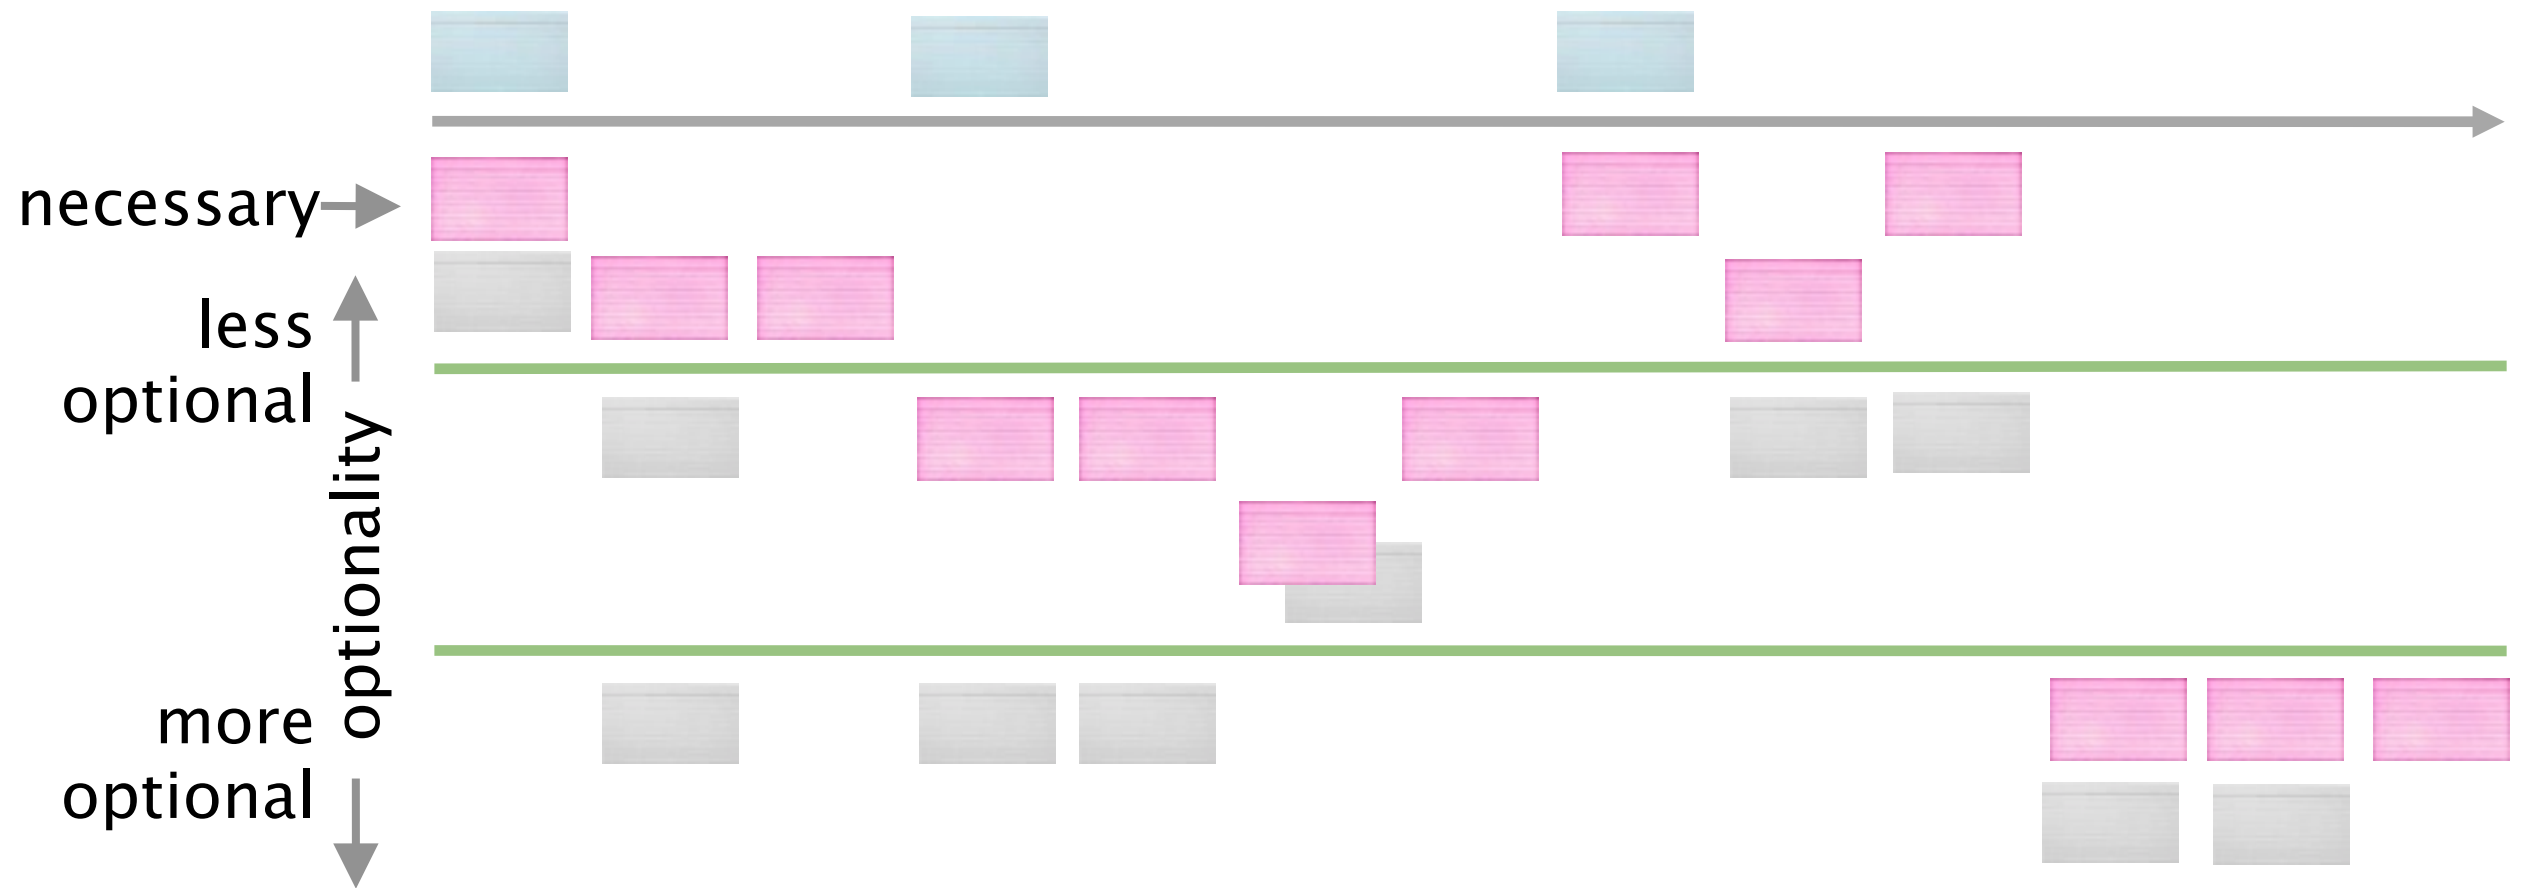 necessary
less
optional
optionality
more
optional